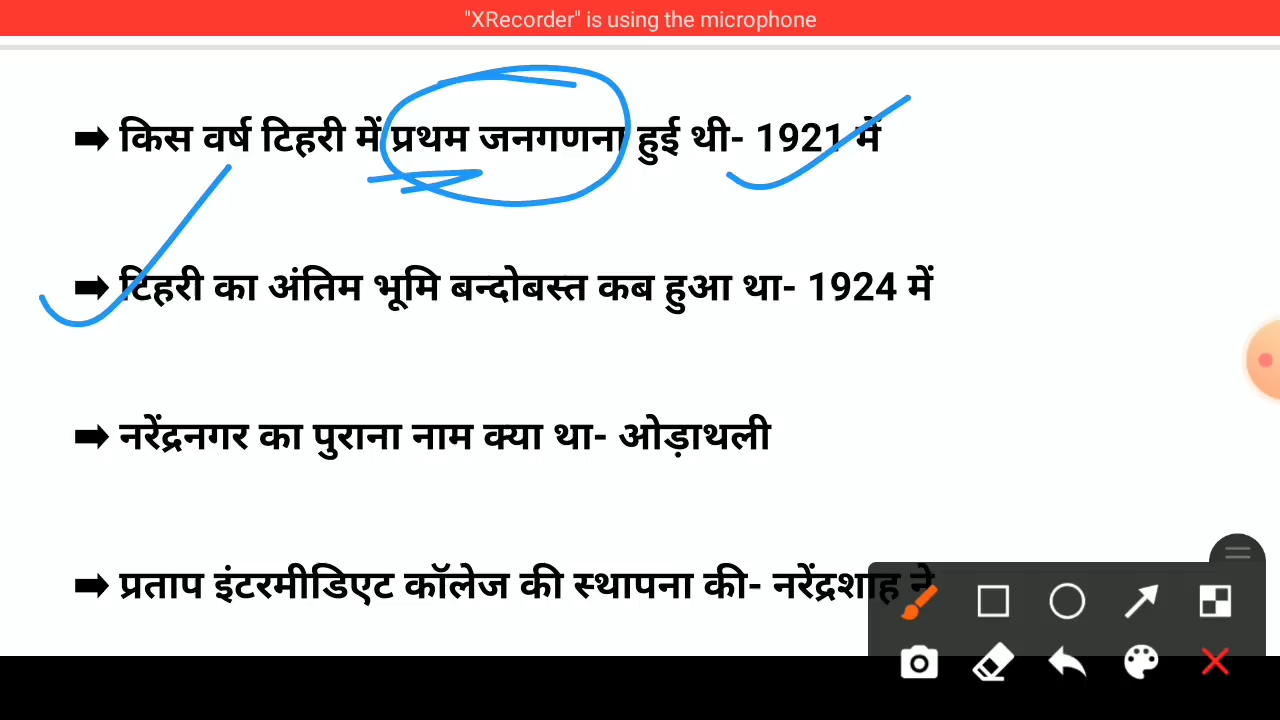 "XRecorder" is using the microphone
➡ किस वर्ष टिहरी में प्रथम जनगणना हुई थी- 1921 में
➡ टिहरी का अंतिम भूमि बन्दोबस्त कब हुआ था- 1924 में
➡ नरेंद्रनगर का पुराना नाम क्या था- ओड़ाथली
➡ प्रताप इंटरमीडिएट कॉलेज की स्थापना की- नरेंद्रशाह ने